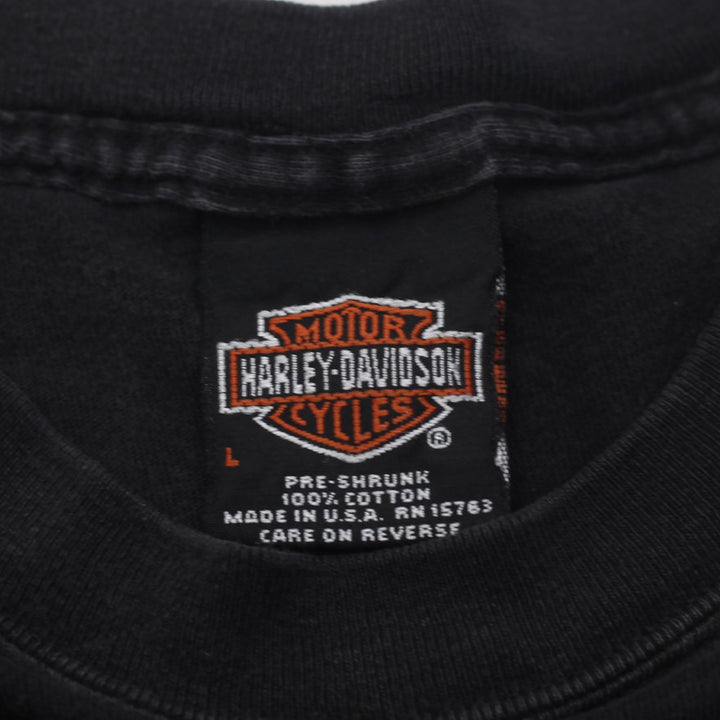 MOTOR
HARLEY-DAVIDSON
CYCLES
®
L
PRE-SHRUNK
100% COTTON
MADE IN U.S.A. RN 15763
CARE ON REVERSE